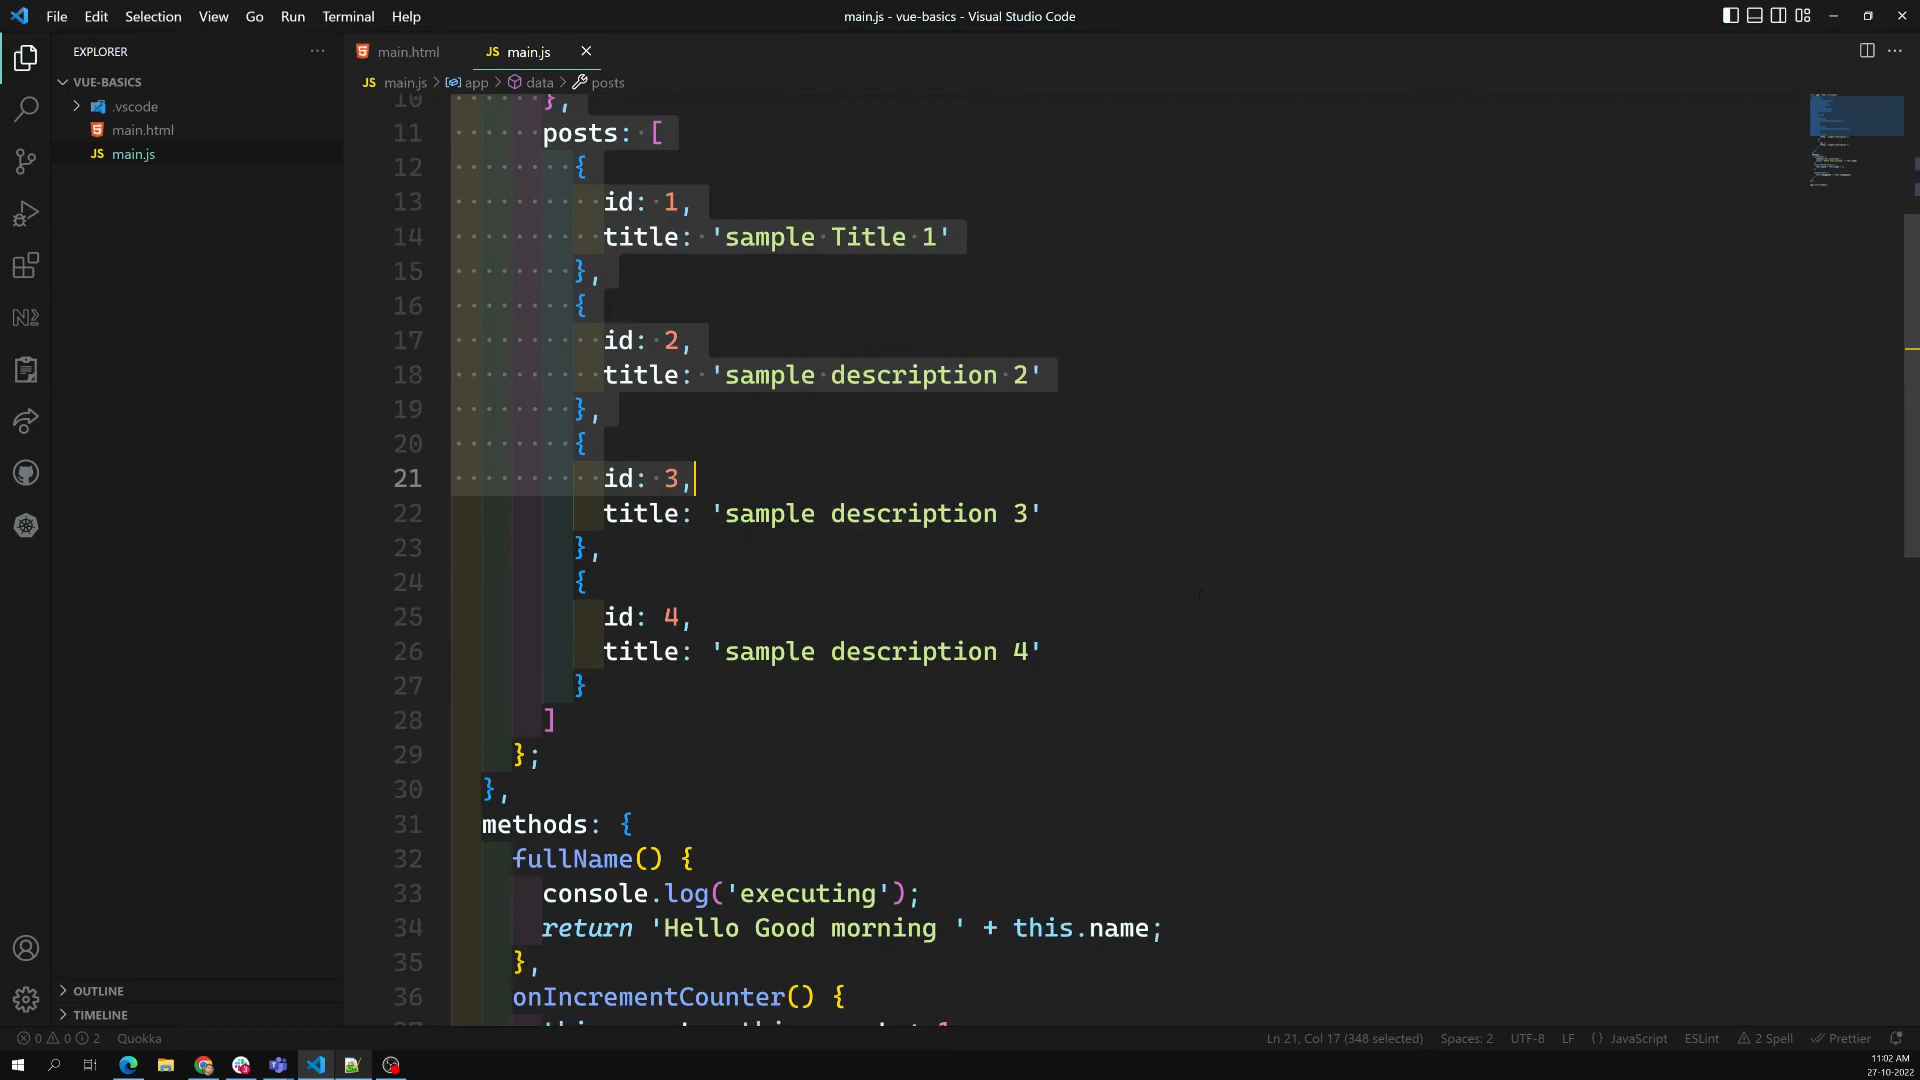 File Edit Selection View Go Run Terminal Help
main.js - vue-basics - Visual Studio Code
EXPLORER
main.html
JS main.js
VUE-BASICS
JS main.js > app > data > posts
.vscode
main.html
JS main.js
10 },
11 posts: [
12 {
13 id: 1,
14 title: 'sample Title 1'
15 },
16 {
17 id: 2,
18 title: 'sample description 2'
19 },
20 {
21 id: 3,
22 title: 'sample description 3'
23 },
24 {
25 id: 4,
26 title: 'sample description 4'
27 }
28 ]
29 };
30 },
31 methods: {
32 fullName() {
33 console.log('executing');
34 return 'Hello Good morning ' + this.name;
35 },
36 onIncrementCounter() {
OUTLINE
TIMELINE
0 0 2 Quokka
Ln 21, Col 17 (348 selected) Spaces: 2 UTF-8 LF {} JavaScript ESLint 2 Spell Prettier
11:02 AM
27-10-2022